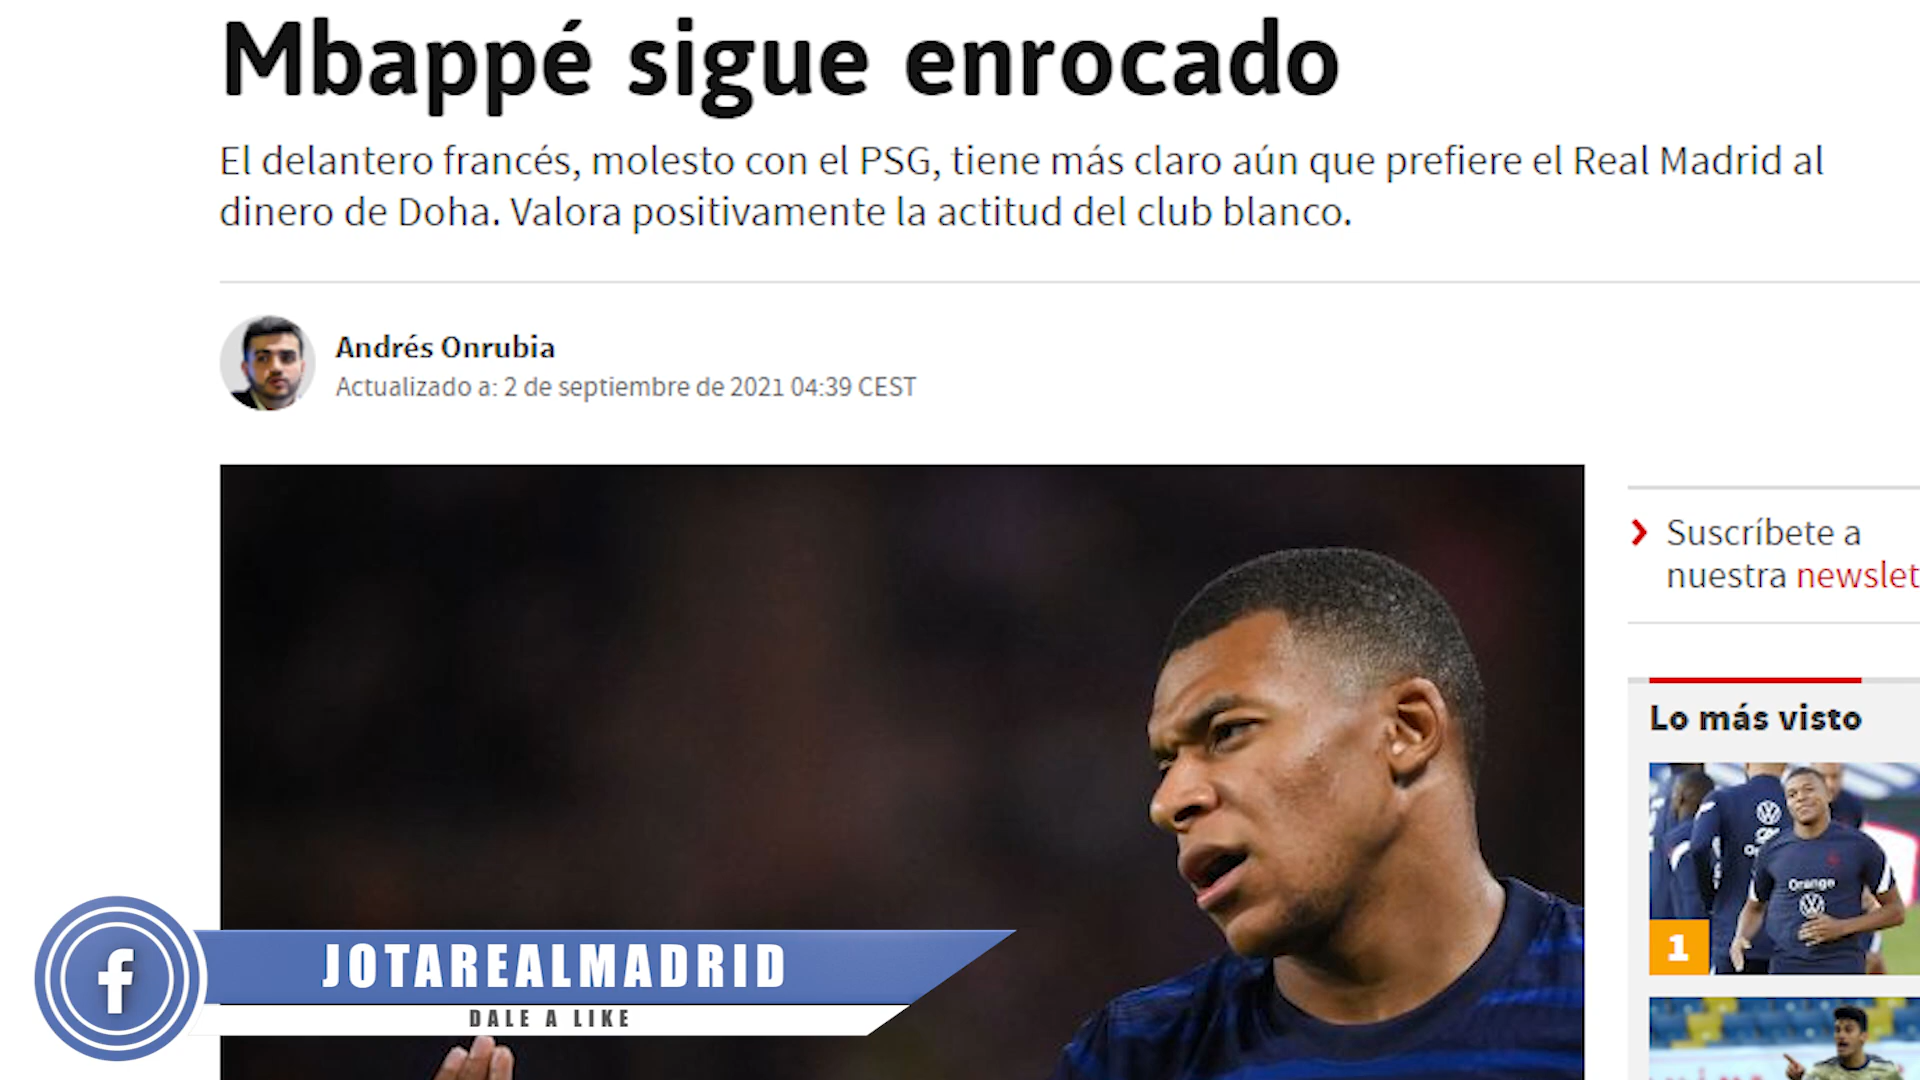 Mbappé sigue enrocado
El delantero francés, molesto con el PSG, tiene más claro aún que prefiere el Real Madrid al
dinero de Doha. Valora positivamente la actitud del club blanco.
Andrés Onrubia
Actualizado a: 2 de septiembre de 2021 04:39 CEST
Suscríbete a
nuestra newslet
Lo más visto
Orange
1
f
JOTAREALMADRID
DALE A LIKE